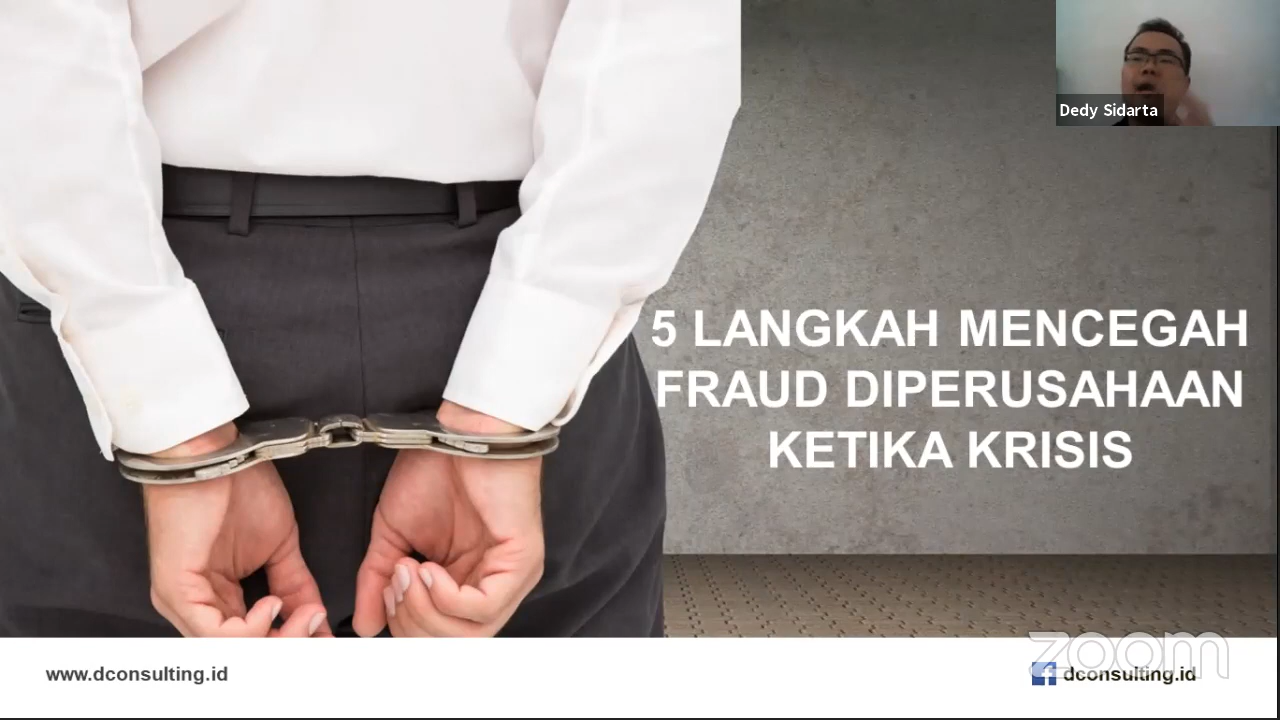 Dedy Sidarta
5 LANGKAH MENCEGAH
FRAUD DIPERUSAHAAN
KETIKA KRISIS
www.dconsulting.id
dconsulting.id
zoom